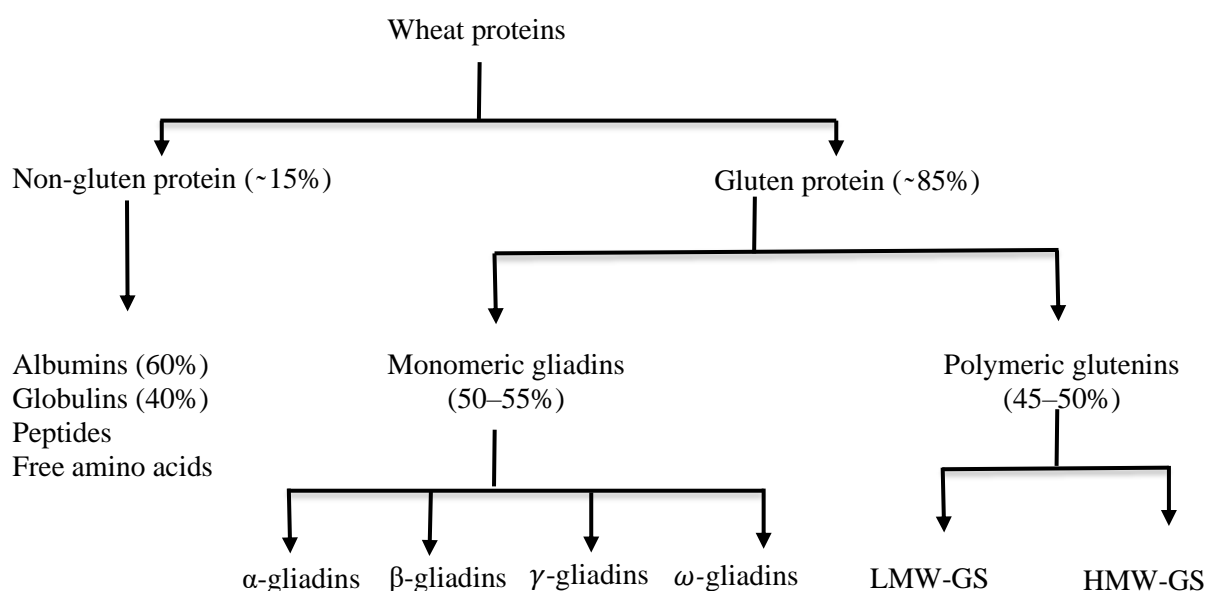 Wheat proteins
Non-gluten protein (~15%)
Gluten protein (~85%)
Albumins (60%)
Globulins (40%)
Peptides
Free amino acids
Monomeric gliadins
(50–55%)
Polymeric glutenins
(45–50%)
α-gliadins
β-gliadins
γ-gliadins
ω-gliadins
LMW-GS
HMW-GS